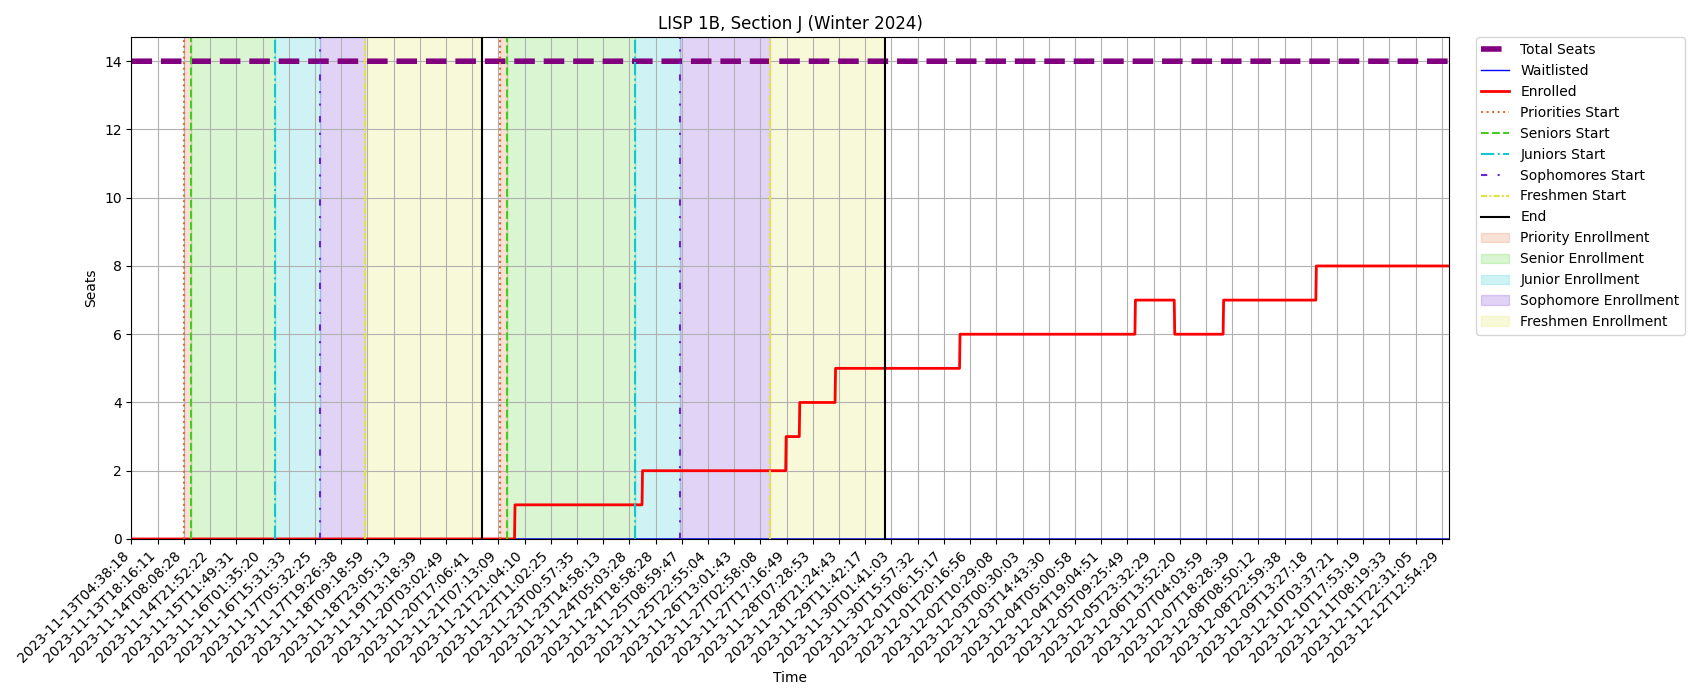 LISP 1B, Section J (Winter 2024)
Seats
14
12
10
8
6
4
2
0
2023-11-13T04:38:18
2023-11-13T18:16:11
2023-11-14T08:08:28
2023-11-14T21:52:22
2023-11-15T11:49:31
2023-11-16T01:35:20
2023-11-16T15:31:33
2023-11-17T05:32:25
2023-11-17T19:26:38
2023-11-18T09:18:59
2023-11-18T23:05:13
2023-11-19T13:18:39
2023-11-20T03:02:49
2023-11-20T17:06:41
2023-11-21T07:13:09
2023-11-21T21:04:10
2023-11-22T11:02:25
2023-11-23T00:57:35
2023-11-23T14:58:13
2023-11-24T05:03:28
2023-11-24T18:58:28
2023-11-25T08:59:47
2023-11-25T22:55:04
2023-11-26T13:01:43
2023-11-27T02:58:08
2023-11-27T17:16:49
2023-11-28T07:28:53
2023-11-28T21:24:43
2023-11-29T11:42:17
2023-11-30T01:41:03
2023-11-30T15:57:32
2023-12-01T06:15:17
2023-12-01T20:16:56
2023-12-02T10:29:08
2023-12-03T00:30:03
2023-12-03T14:43:30
2023-12-04T05:00:58
2023-12-04T19:04:51
2023-12-05T09:25:49
2023-12-05T23:32:29
2023-12-06T13:52:20
2023-12-07T04:03:59
2023-12-07T18:28:39
2023-12-08T08:50:12
2023-12-08T22:59:38
2023-12-09T13:27:18
2023-12-10T03:37:21
2023-12-10T17:53:19
2023-12-11T08:19:33
2023-12-11T22:31:05
2023-12-12T12:54:29
Time
Total Seats
Waitlisted
Enrolled
Priorities Start
Seniors Start
Juniors Start
Sophomores Start
Freshmen Start
End
Priority Enrollment
Senior Enrollment
Junior Enrollment
Sophomore Enrollment
Freshmen Enrollment